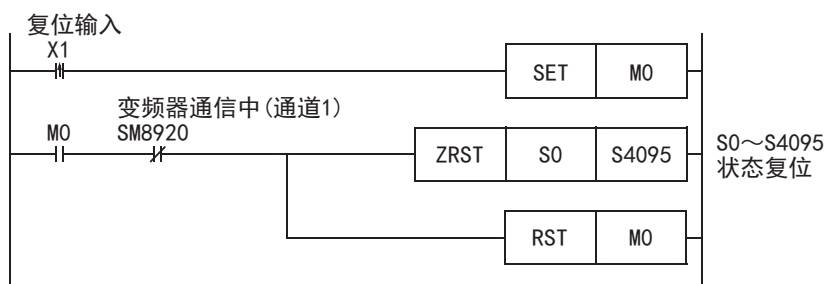 复位输入
X1
SET M0
变频器通信中(通道1)
M0 SM8920
ZRST S0 S4095
S0～S4095
状态复位
RST M0